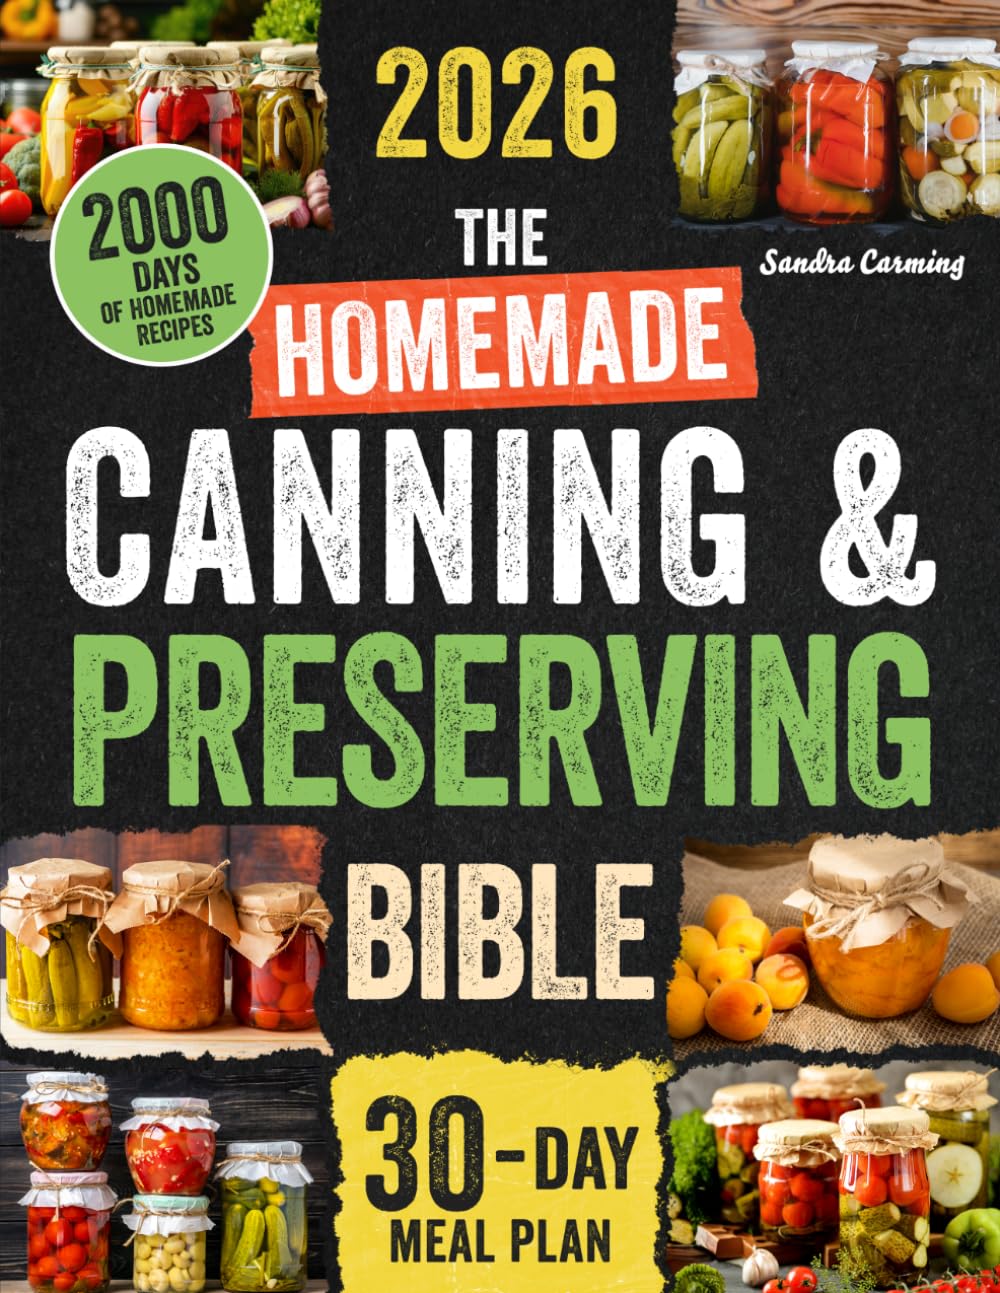 2026
THE
Sandra Carming
2000
DAYS
OF HOMEMADE
RECIPES
HOMEMADE
CANNING &
PRESERVING
BIBLE
30-DAY
MEAL PLAN